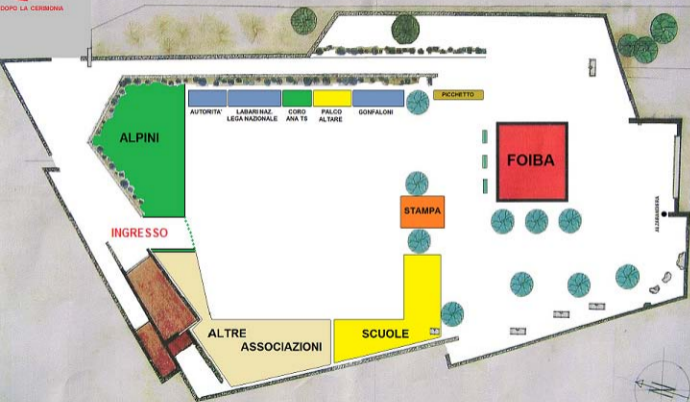 DOPO LA CERIMONIA
PICCHETTO
AUTORITA'
LABARI NAZ.
LEGA NAZIONALE
CORO
ANA TS
PALCO
ALTARE
GONFALONI
ALPINI
FOIBA
STAMPA
ALZABANDIERA
INGRESSO
ALTRE
ASSOCIAZIONI
SCUOLE
N